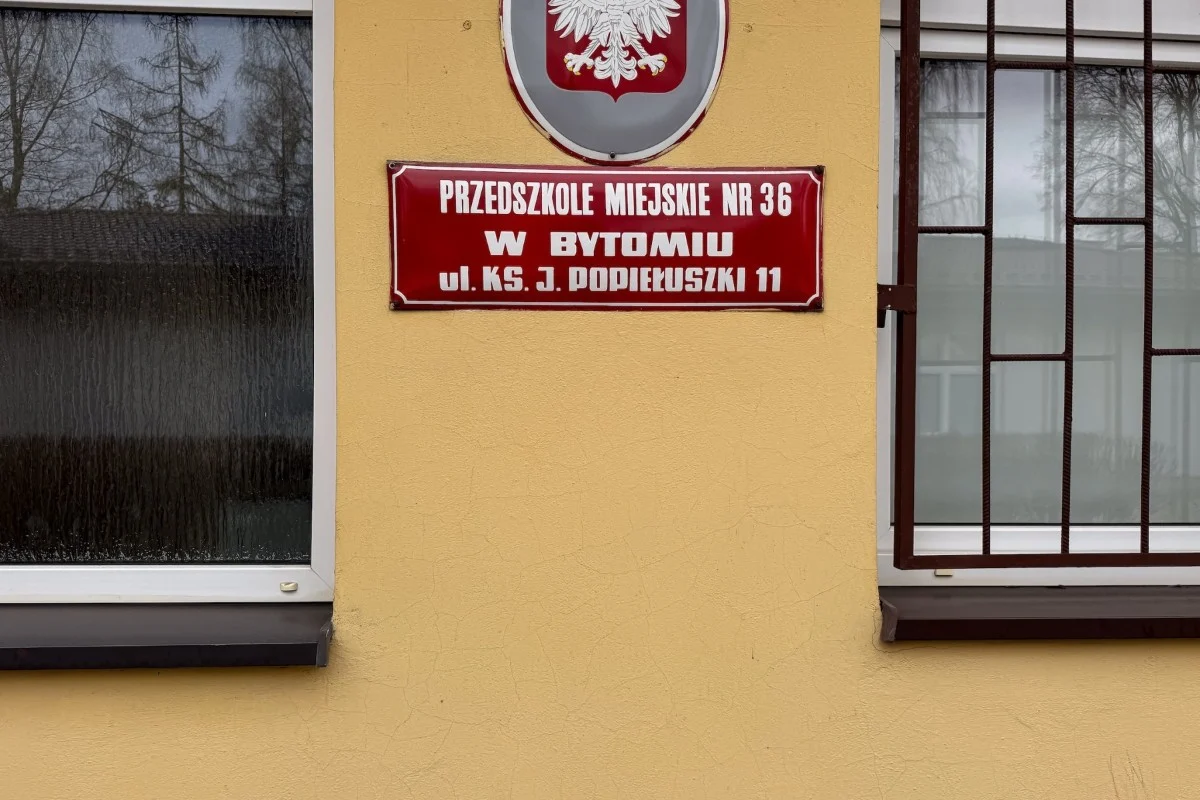 PRZEDSZKOLE MIEJSKIE NR 36
W BYTOMIU
ul. KS. J. POPIEŁUSZKI 11